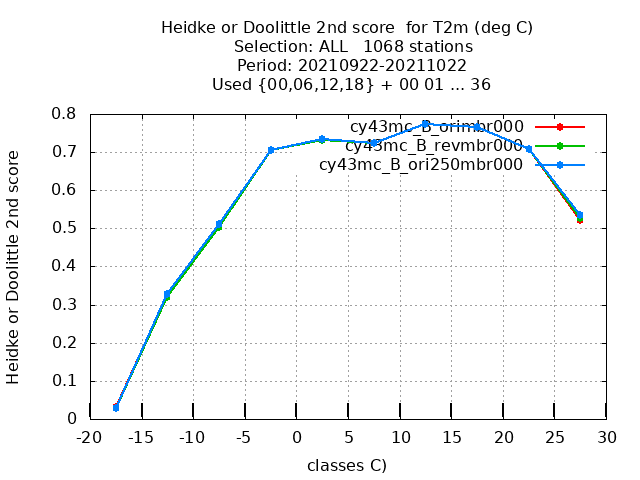 Heidke or Doolittle 2nd score  for T2m (deg C)
Selection: ALL   1068 stations
Period: 20210922-20211022
Used {00,06,12,18} + 00 01 ... 36
cy43mc_B_orimbr000
cy43mc_B_revmbr000
cy43mc_B_ori250mbr000
Heidke or Doolittle 2nd score
0.8
0.7
0.6
0.5
0.4
0.3
0.2
0.1
0
-20 -15 -10 -5 0 5 10 15 20 25 30
classes C)